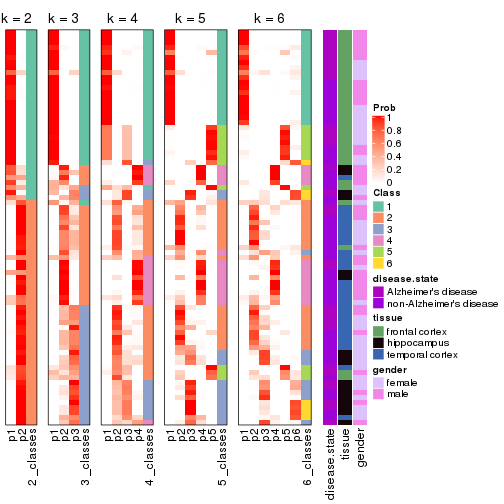 k = 2 k = 3 k = 4 k = 5 k = 6
Prob
1
0.8
0.6
0.4
0.2
0
Class
1
2
3
4
5
6
disease.state
Alzheimer's disease
non-Alzheimer's disease
tissue
frontal cortex
hippocampus
temporal cortex
gender
female
male
p1 p2 2_classes p1 p2 p3 3_classes p1 p2 p3 p4 4_classes p1 p2 p3 p4 p5 5_classes p1 p2 p3 p4 p5 p6 6_classes disease.state tissue gender